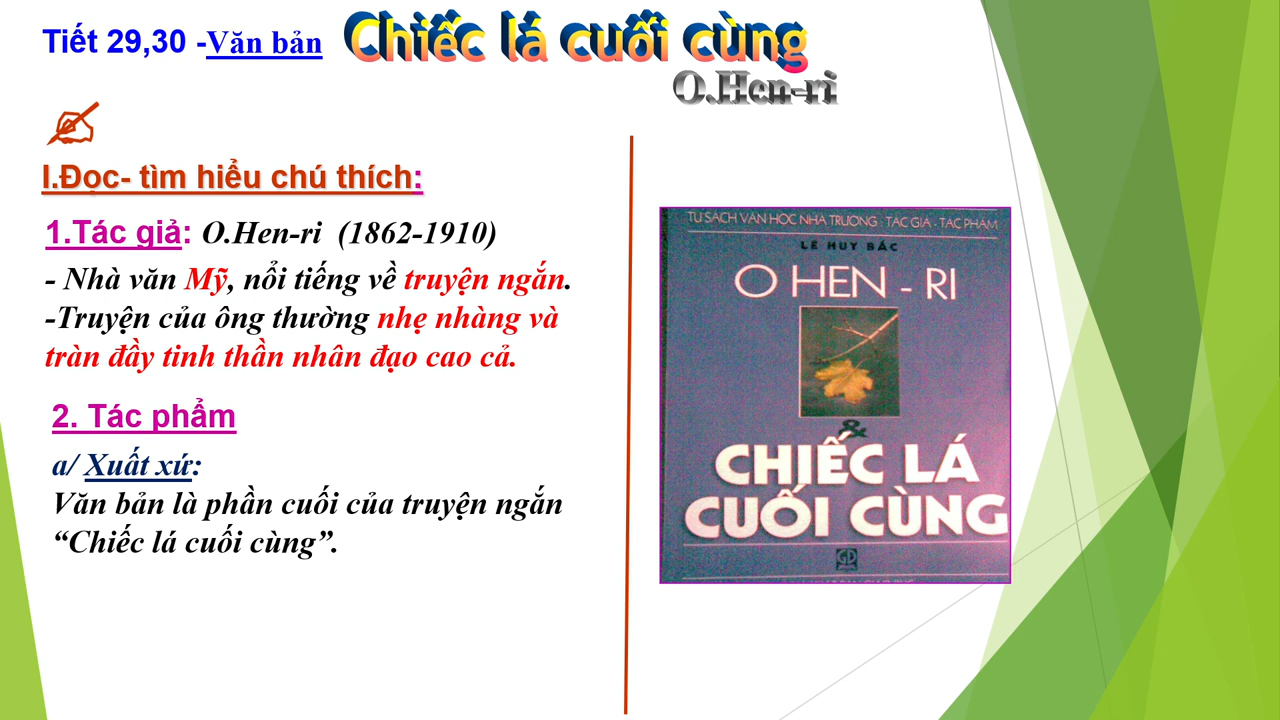 Tiết 29,30 -Văn bản
Chiếc lá cuối cùng
O.Hen-ri
I.Đọc- tìm hiểu chú thích:
1.Tác giả: O.Hen-ri (1862-1910)
- Nhà văn Mỹ, nổi tiếng về truyện ngắn.
-Truyện của ông thường nhẹ nhàng và
tràn đầy tinh thần nhân đạo cao cả.
2. Tác phẩm
a/ Xuất xứ:
Văn bản là phần cuối của truyện ngắn
“Chiếc lá cuối cùng”.
TỦ SÁCH VĂN HỌC NHÀ TRƯỜNG - TÁC GIẢ - TÁC PHẨM
LÊ HUY BẮC
O HEN - RI
&
CHIẾC LÁ
CUỐI CÙNG
GD